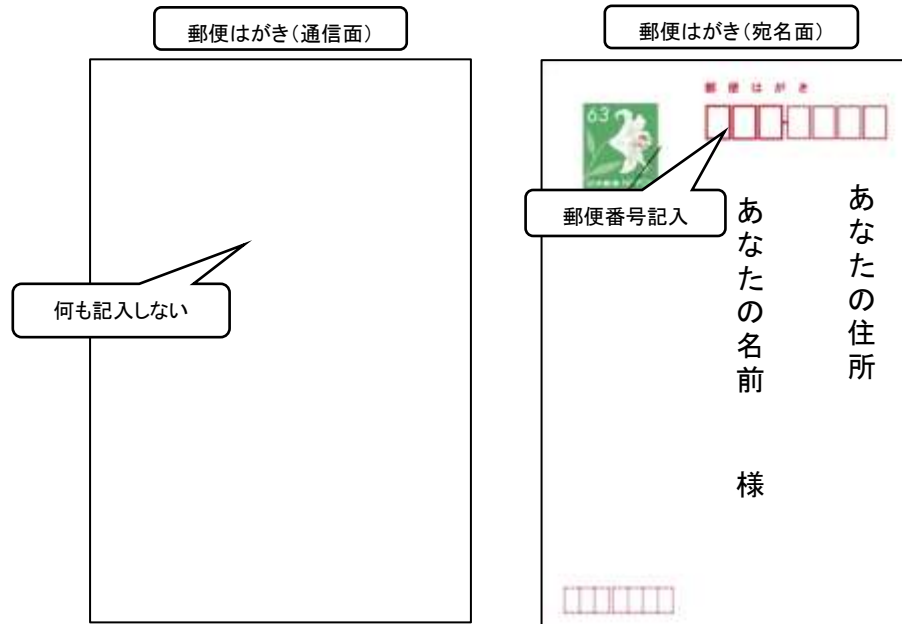 郵便はがき(通信面)
何も記入しない
郵便はがき(宛名面)
郵便はがき
63
郵便番号記入
あなたの住所
あなたの名前　様